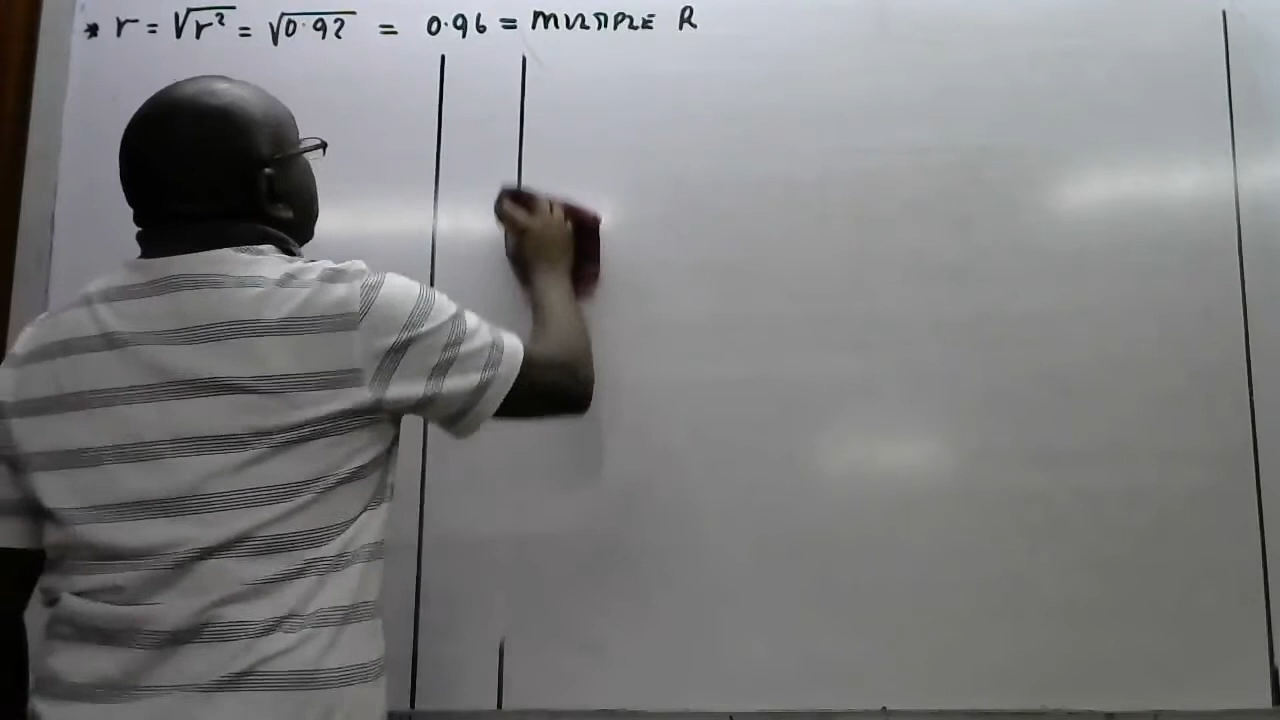 * r = √r² = √0.92 = 0.96 = MULTIPLE R